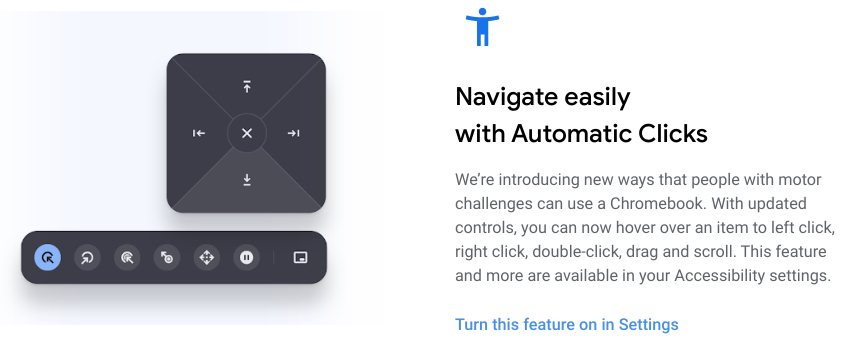 Navigate easily
with Automatic Clicks
We’re introducing new ways that people with motor
challenges can use a Chromebook. With updated
controls, you can now hover over an item to left click,
right click, double-click, drag and scroll. This feature
and more are available in your Accessibility settings.
Turn this feature on in Settings